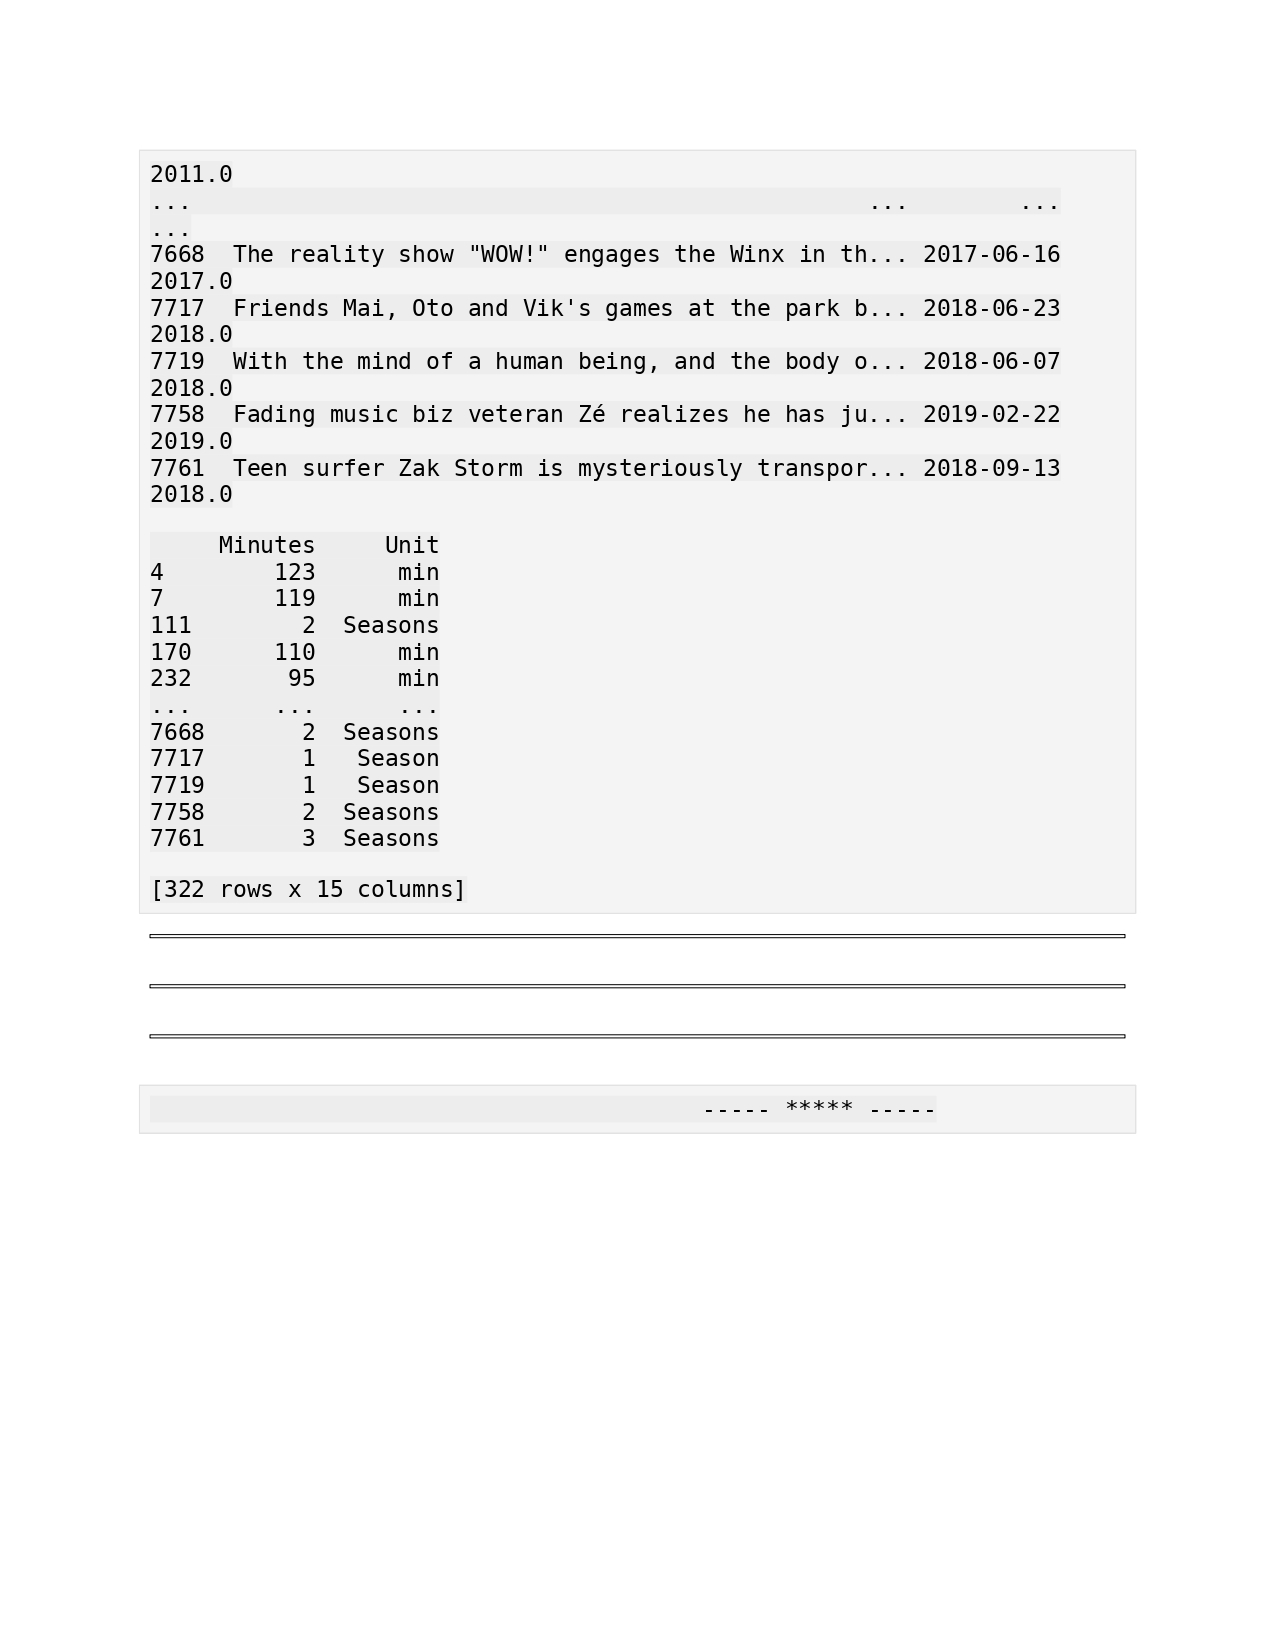 2011.0
...                                                 ...        ...
...
7668  The reality show "WOW!" engages the Winx in th... 2017-06-16
2017.0
7717  Friends Mai, Oto and Vik's games at the park b... 2018-06-23
2018.0
7719  With the mind of a human being, and the body o... 2018-06-07
2018.0
7758  Fading music biz veteran Zé realizes he has ju... 2019-02-22
2019.0
7761  Teen surfer Zak Storm is mysteriously transpor... 2018-09-13
2018.0

     Minutes     Unit
4        123      min
7        119      min
111        2  Seasons
170      110      min
232       95      min
...      ...      ...
7668       2  Seasons
7717       1   Season
7719       1   Season
7758       2  Seasons
7761       3  Seasons

[322 rows x 15 columns]
                                        ----- ***** -----